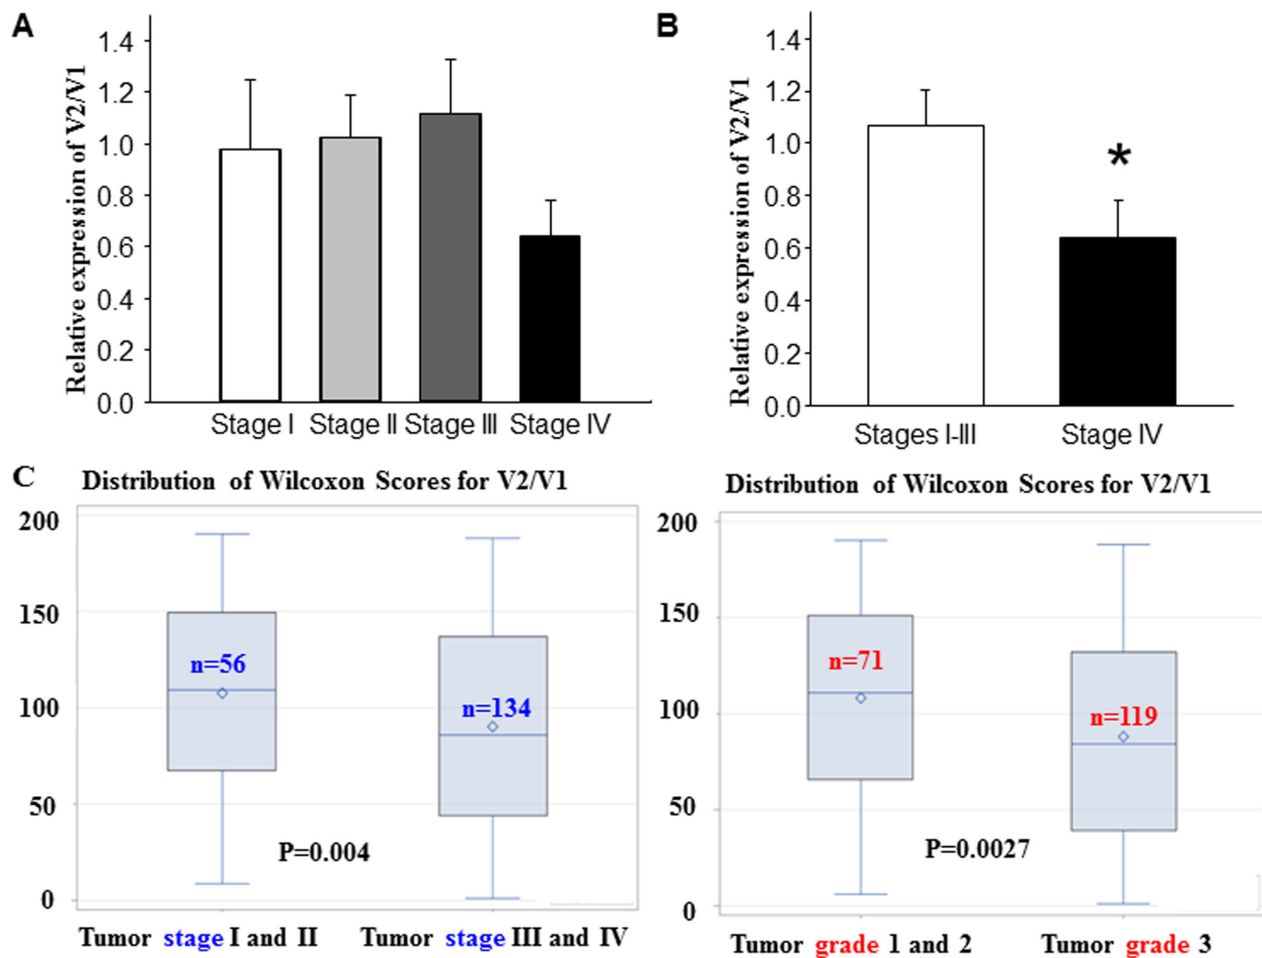 A
Relative expression of V2/V1
1.4
1.2
1.0
0.8
0.6
0.4
0.2
0.0
Stage I Stage II Stage III Stage IV
B
Relative expression of V2/V1
1.4
1.2
1.0
0.8
0.6
0.4
0.2
0.0
*
Stages I-III Stage IV
C
Distribution of Wilcoxon Scores for V2/V1
200
150
100
50
0
n=56
n=134
P=0.004
Tumor stage I and II Tumor stage III and IV
Distribution of Wilcoxon Scores for V2/V1
200
150
100
50
0
n=71
n=119
P=0.0027
Tumor grade 1 and 2 Tumor grade 3